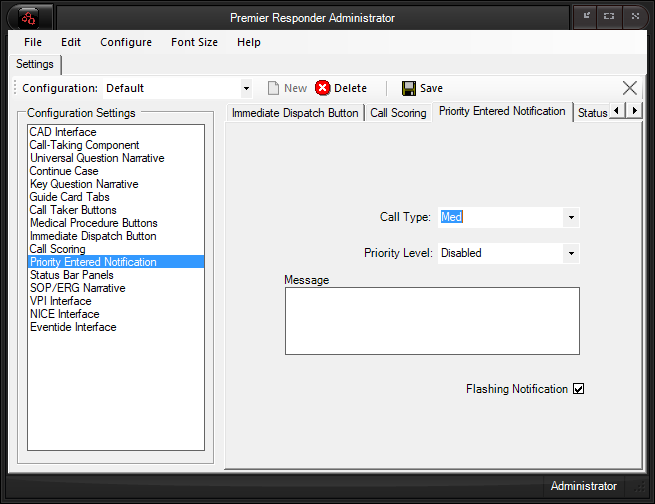 Premier Responder Administrator
File Edit Configure Font Size Help
Settings
Configuration: Default New Delete Save
Configuration Settings
CAD Interface
Call-Taking Component
Universal Question Narrative
Continue Case
Key Question Narrative
Guide Card Tabs
Call Taker Buttons
Medical Procedure Buttons
Immediate Dispatch Button
Call Scoring
Priority Entered Notification
Status Bar Panels
SOP/ERG Narrative
VPI Interface
NICE Interface
Eventide Interface
Immediate Dispatch Button Call Scoring Priority Entered Notification Status
Call Type: Med
Priority Level: Disabled
Message
Flashing Notification
Administrator